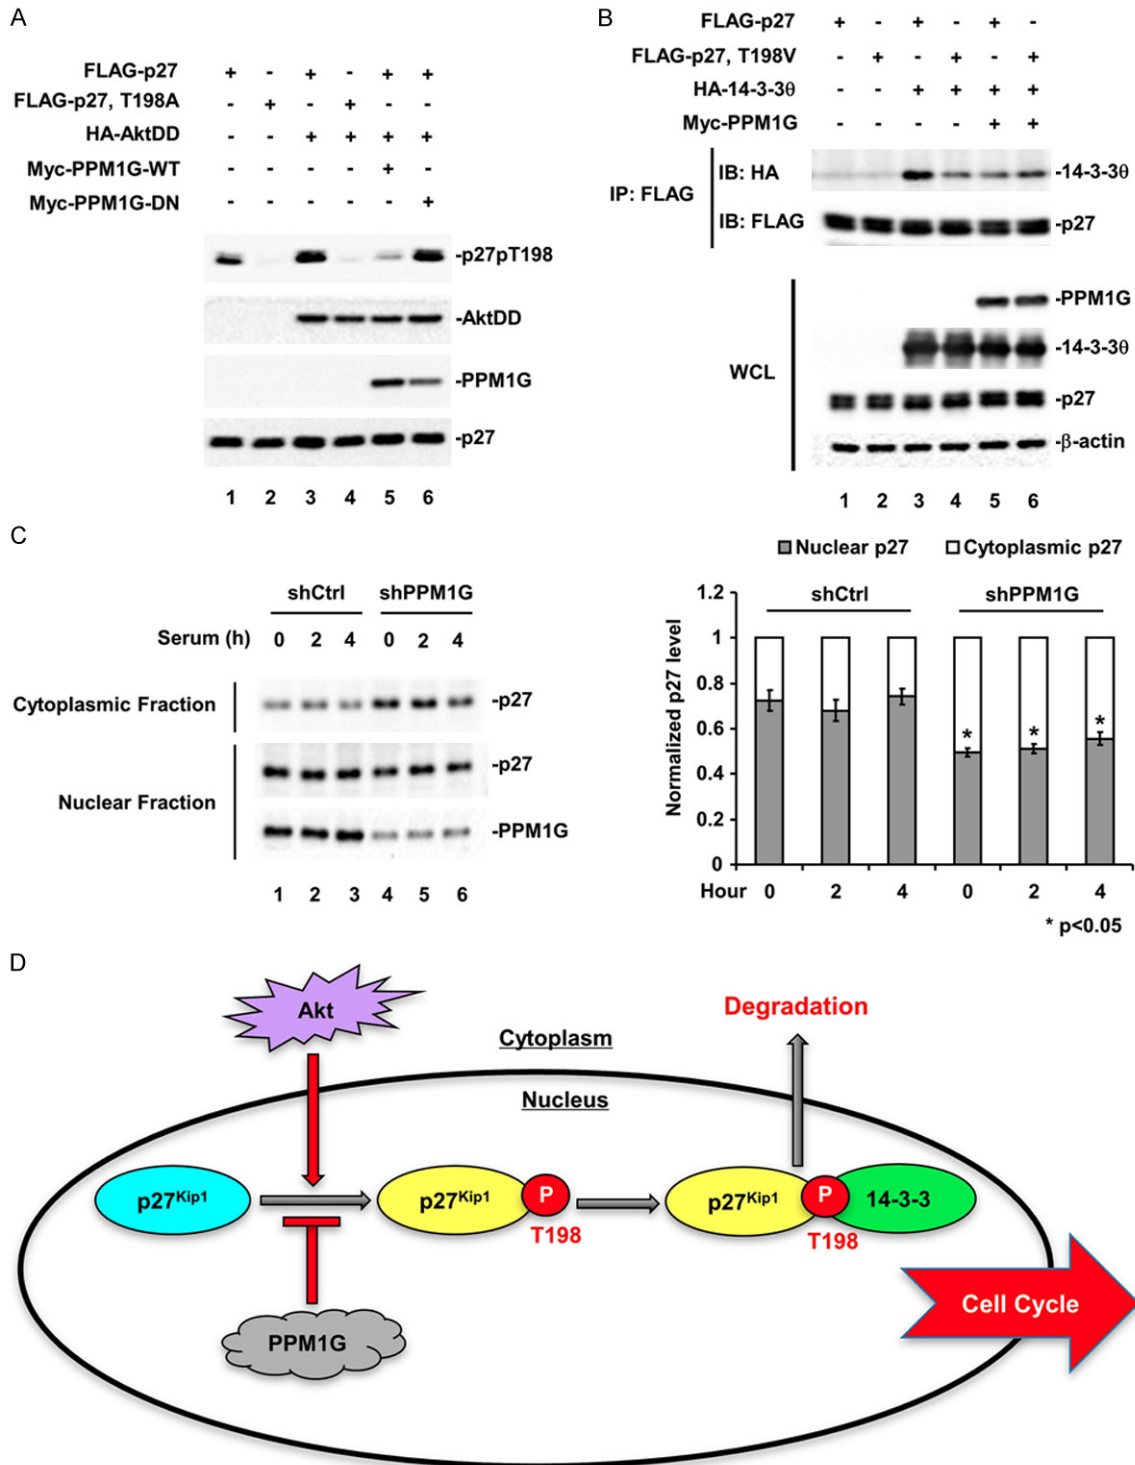 A
FLAG-p27 + - + - + +
FLAG-p27, T198A - + - + - -
HA-AktDD - - + + + +
Myc-PPM1G-WT - - - - + -
Myc-PPM1G-DN - - - - - +
-p27pT198
-AktDD
-PPM1G
-p27
1 2 3 4 5 6
B
FLAG-p27 + - + - + -
FLAG-p27, T198V - + - + - +
HA-14-3-3θ - - + + + +
Myc-PPM1G - - - - + +
IP: FLAG
IB: HA -14-3-3θ
IB: FLAG -p27
WCL
-PPM1G
-14-3-3θ
-p27
-β-actin
1 2 3 4 5 6
C
shCtrl shPPM1G
Serum (h) 0 2 4 0 2 4
Cytoplasmic Fraction -p27
Nuclear Fraction
-p27
-PPM1G
1 2 3 4 5 6
Nuclear p27 Cytoplasmic p27
shCtrl shPPM1G
Normalized p27 level
1.2
1
0.8
0.6
0.4
0.2
0
* * *
Hour 0 2 4 0 2 4
* p<0.05
D
Akt
Degradation
Cytoplasm
Nucleus
p27Kip1 p27Kip1 P p27Kip1 P 14-3-3
T198 T198
PPM1G
Cell Cycle